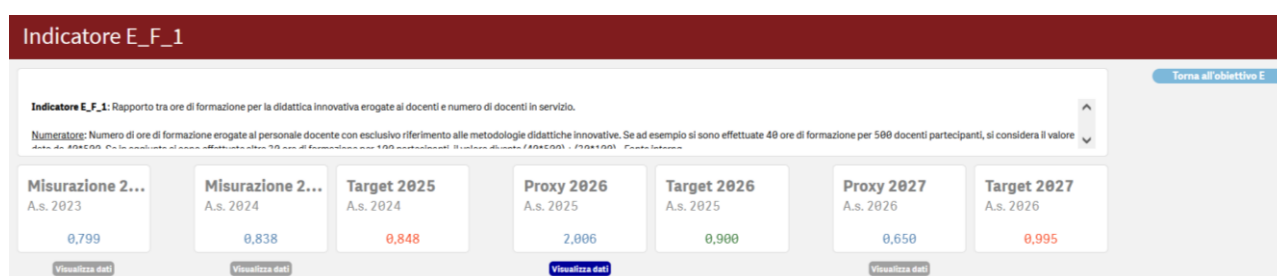 Indicatore E_F_1
Torna all'obiettivo E
Indicatore E_F_1: Rapporto tra ore di formazione per la didattica innovativa erogate ai docenti e numero di docenti in servizio.
Numeratore: Numero di ore di formazione erogate al personale docente con esclusivo riferimento alle metodologie didattiche innovative. Se ad esempio si sono effettuate 40 ore di formazione per 500 docenti partecipanti, si considera il valore
Misurazione 2... Misurazione 2... Target 2025 Proxy 2026 Target 2026 Proxy 2027 Target 2027
A.s. 2023 A.s. 2024 A.s. 2024 A.s. 2025 A.s. 2025 A.s. 2026 A.s. 2026
0,799 0,838 0,848 2,006 0,900 0,650 0,995
Visualizza dati Visualizza dati Visualizza dati Visualizza dati